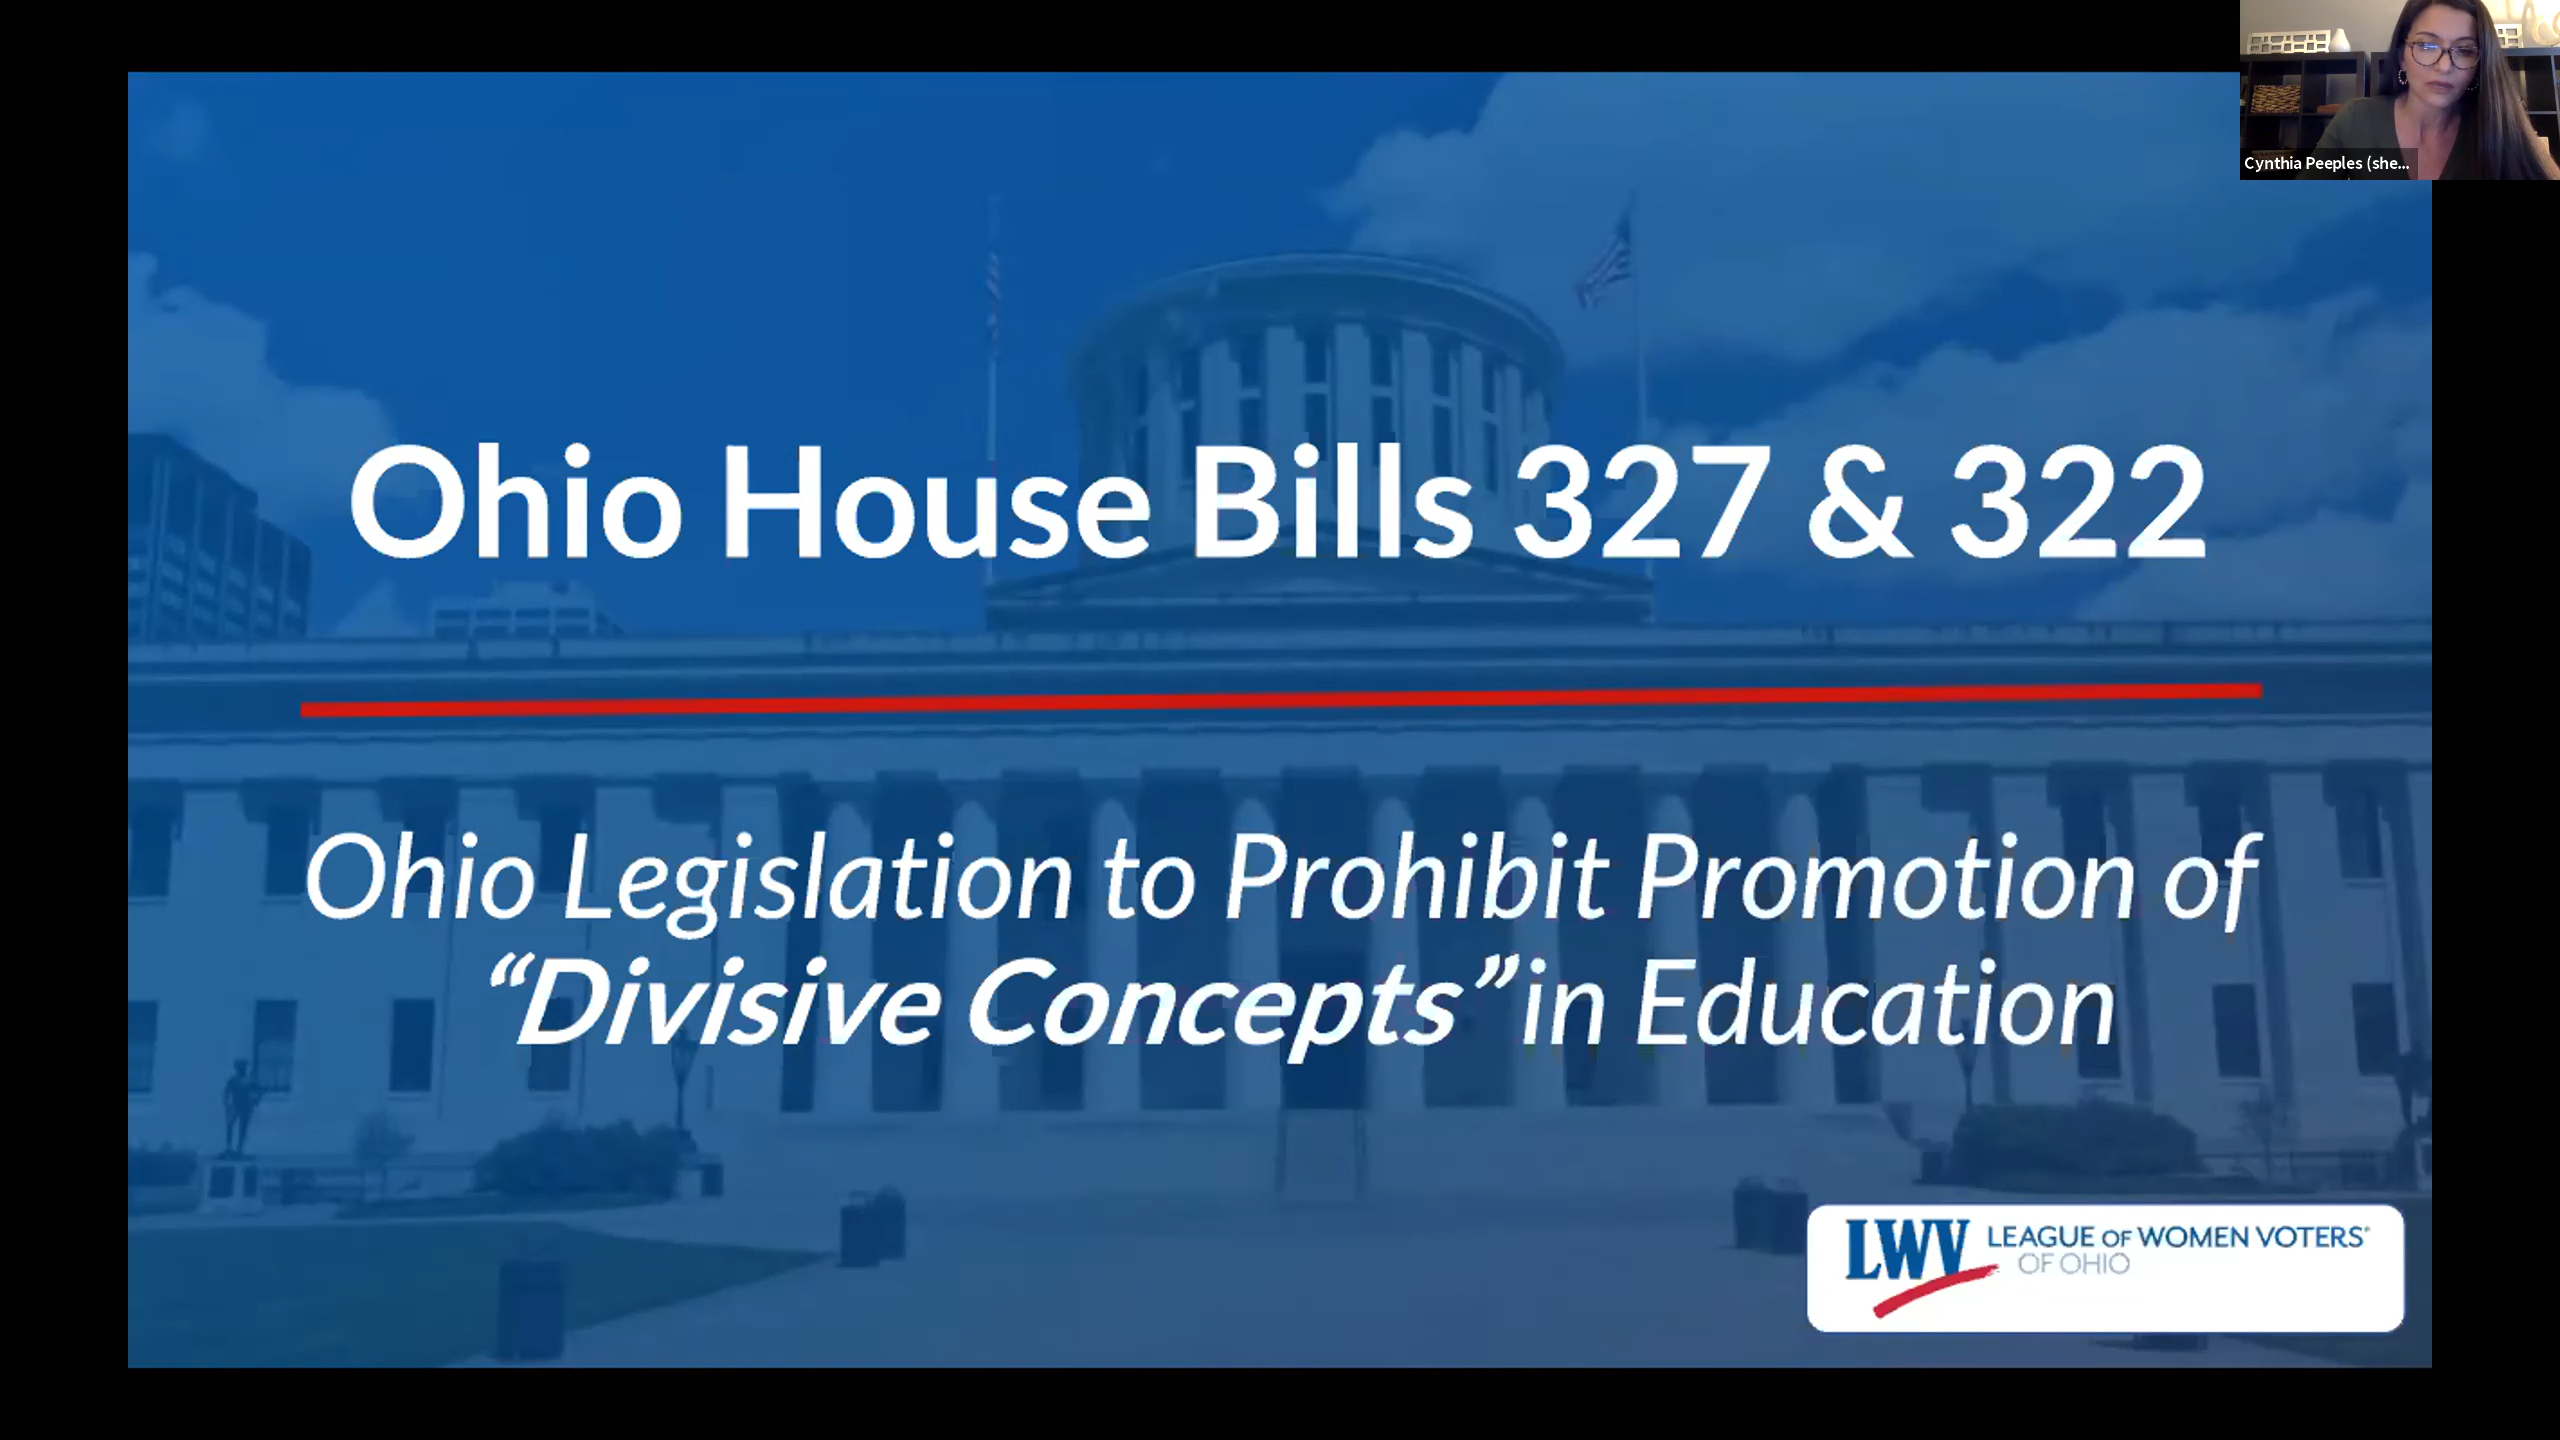 Cynthia Peeples (she...
Ohio House Bills 327 & 322
Ohio Legislation to Prohibit Promotion of
“Divisive Concepts” in Education
LWV LEAGUE OF WOMEN VOTERS®
OF OHIO